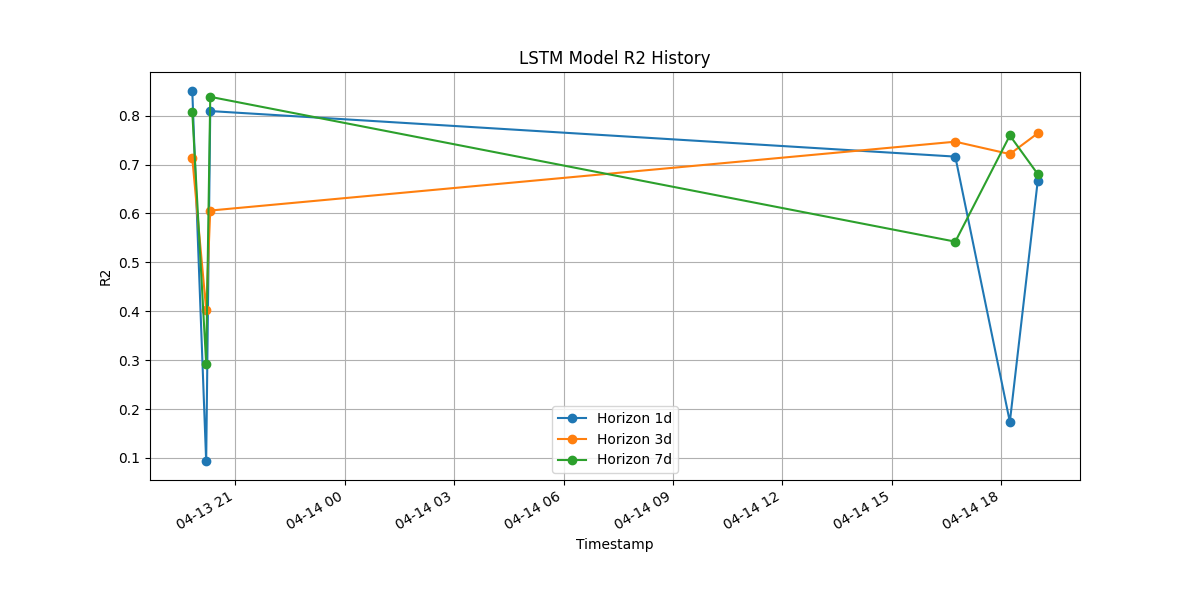 LSTM Model R2 History
R2
0.8
0.7
0.6
0.5
0.4
0.3
0.2
0.1
Horizon 1d
Horizon 3d
Horizon 7d
04-13 21
04-14 00
04-14 03
04-14 06
04-14 09
04-14 12
04-14 15
04-14 18
Timestamp